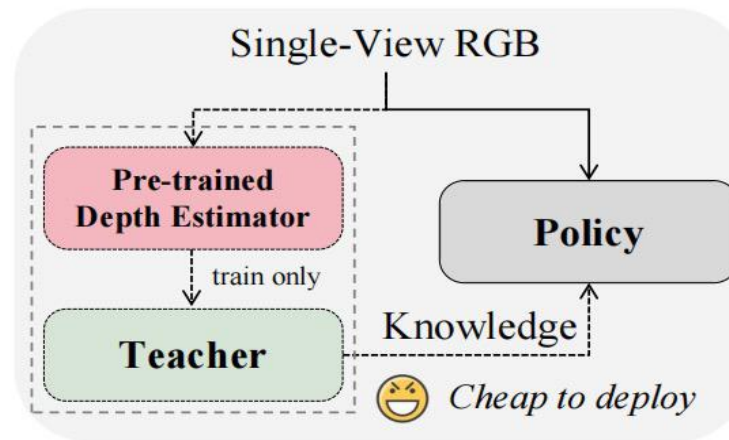 Single-View RGB
Pre-trained
Depth Estimator
train only
Policy
Teacher
Knowledge
Cheap to deploy